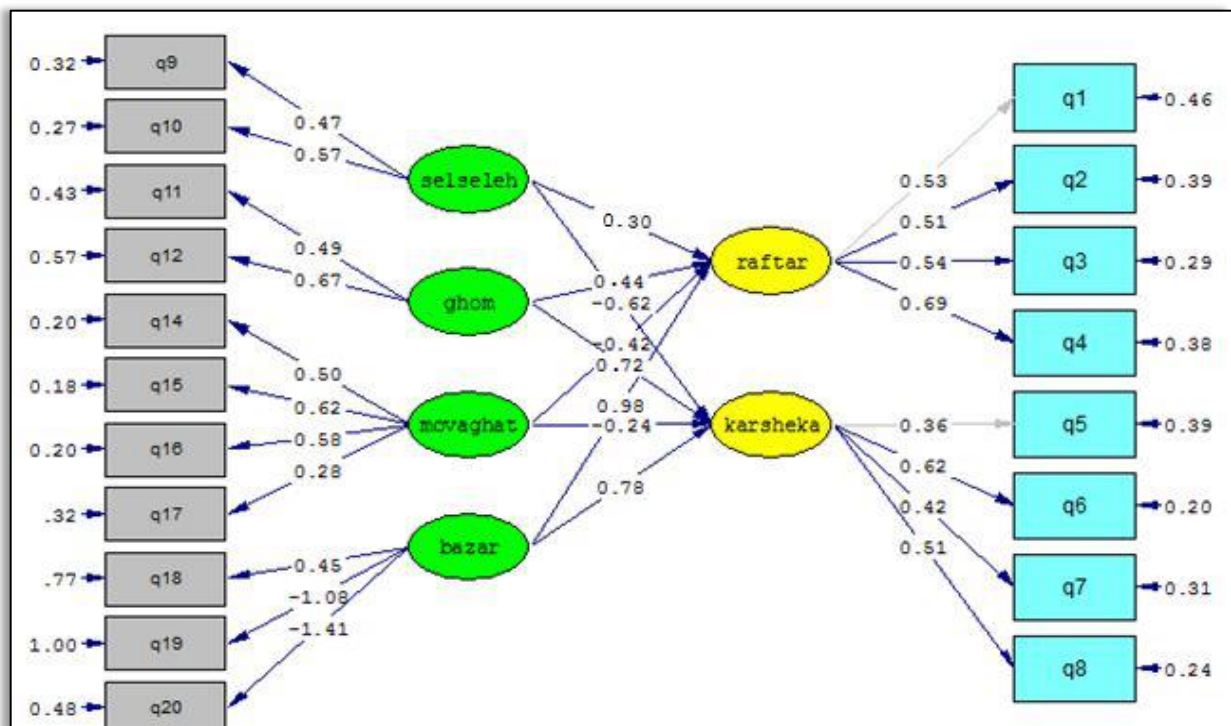 0.32 q9
0.27 q10
0.43 q11
0.57 q12
0.20 q14
0.18 q15
0.20 q16
.32 q17
.77 q18
1.00 q19
0.48 q20
0.47
0.57
0.49
0.67
0.50
0.62
0.58
0.28
0.45
-1.08
-1.41
selseleh
ghom
movaghat
bazar
0.30
0.44
-0.62
-0.42
0.72
0.98
-0.24
0.78
raftar
karsheka
0.53
0.51
0.54
0.69
0.36
0.62
0.42
0.51
q1 0.46
q2 0.39
q3 0.29
q4 0.38
q5 0.39
q6 0.20
q7 0.31
q8 0.24